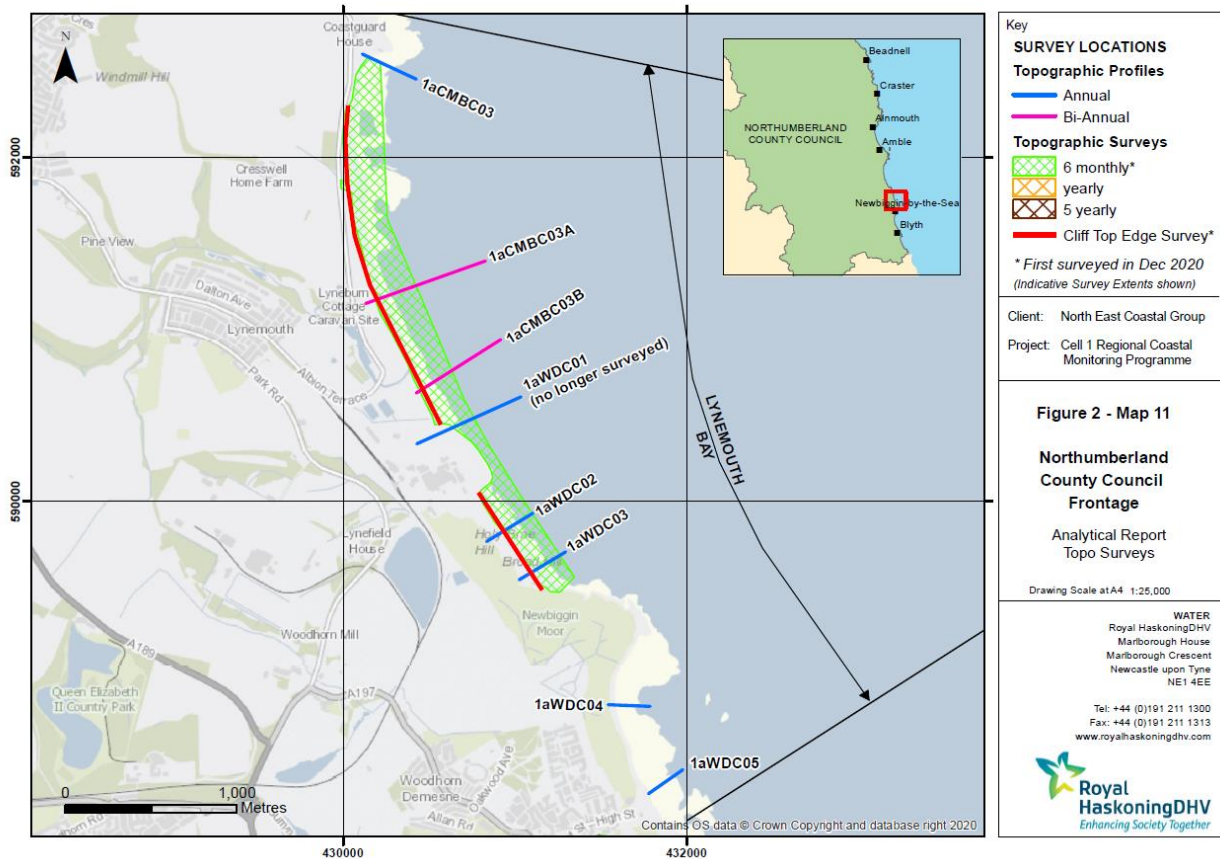 Coastguard
House
N
Windmill Hill
1aCMBC03
592000
Cresswell
Home Farm
Pine View
1aCMBC03A
Dalton Ave
Lyneburn
Cottage
Caravan Site
Lynemouth
1aCMBC03B
Albion Terrace
Park Rd
1aWDC01
(no longer surveyed)
LYNEMOUTH
BAY
590000
1aWDC02
Lynefield
House
Hill
1aWDC03
Newbiggin
Moor
Woodhorn Mill
A189
Queen Elizabeth
II Country Park
A197
1aWDC04
1aWDC05
Woodhorn
Demesne
Oakwood Ave
Allan Rd
High St
0 1,000
Metres
Contains OS data © Crown Copyright and database right 2020
430000 432000
Beadnell
Craster
NORTHUMBERLAND
COUNTY COUNCIL
Alnmouth
Amble
Newbiggin-by-the-Sea
Blyth
Key
SURVEY LOCATIONS
Topographic Profiles
Annual
Bi-Annual
Topographic Surveys
6 monthly*
yearly
5 yearly
Cliff Top Edge Survey*
* First surveyed in Dec 2020
(Indicative Survey Extents shown)
Client: North East Coastal Group
Project: Cell 1 Regional Coastal
Monitoring Programme
Figure 2 - Map 11
Northumberland
County Council
Frontage
Analytical Report
Topo Surveys
Drawing Scale at A4 1:25,000
WATER
Royal HaskoningDHV
Marlborough House
Marlborough Crescent
Newcastle upon Tyne
NE1 4EE
Tel: +44 (0)191 211 1300
Fax: +44 (0)191 211 1313
www.royalhaskoningdhv.com
Royal
HaskoningDHV
Enhancing Society Together